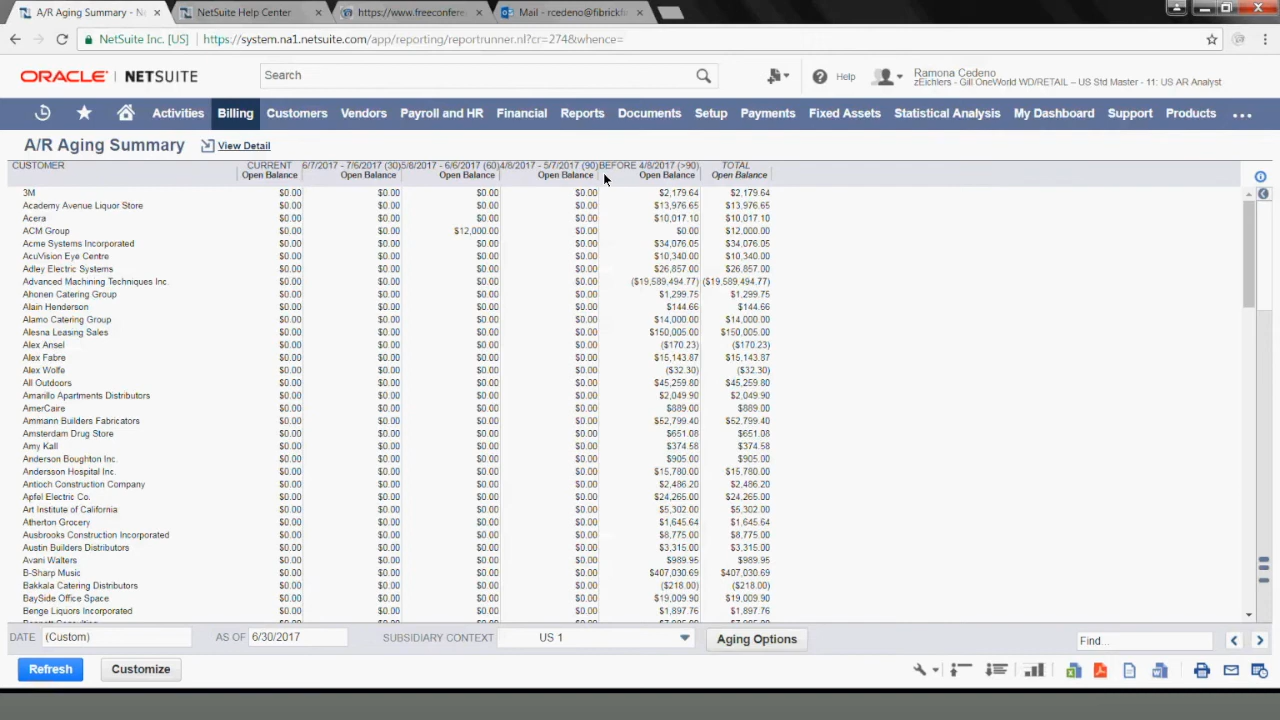 A/R Aging Summary - N
NetSuite Help Center
https://www.freeconfere
Mail - rcedeno@fibrickf
NetSuite Inc. [US]
https://system.na1.netsuite.com/app/reporting/reportrunner.nl?cr=274&whence=
ORACLE | NETSUITE
Search
Help
Ramona Cedeno
zEichlers - Gill OneWorld WD/RETAIL – US Std Master - 11: US AR Analyst
Activities Billing Customers Vendors Payroll and HR Financial Reports Documents Setup Payments Fixed Assets Statistical Analysis My Dashboard Support Products ...
A/R Aging Summary
View Detail
CUSTOMER CURRENT 6/7/2017 - 7/6/2017 (30) 5/8/2017 - 6/6/2017 (60) 4/8/2017 - 5/7/2017 (90) BEFORE 4/8/2017 (>90) TOTAL
Open Balance Open Balance Open Balance Open Balance Open Balance Open Balance
3M $0.00 $0.00 $0.00 $0.00 $2,179.64 $2,179.64
Academy Avenue Liquor Store $0.00 $0.00 $0.00 $0.00 $13,976.65 $13,976.65
Acera $0.00 $0.00 $0.00 $0.00 $10,017.10 $10,017.10
ACM Group $0.00 $0.00 $12,000.00 $0.00 $0.00 $12,000.00
Acme Systems Incorporated $0.00 $0.00 $0.00 $0.00 $34,076.05 $34,076.05
AcuVision Eye Centre $0.00 $0.00 $0.00 $0.00 $10,340.00 $10,340.00
Adley Electric Systems $0.00 $0.00 $0.00 $0.00 $26,857.00 $26,857.00
Advanced Machining Techniques Inc. $0.00 $0.00 $0.00 $0.00 ($19,589,494.77) ($19,589,494.77)
Ahonen Catering Group $0.00 $0.00 $0.00 $0.00 $1,299.75 $1,299.75
Alain Henderson $0.00 $0.00 $0.00 $0.00 $144.66 $144.66
Alamo Catering Group $0.00 $0.00 $0.00 $0.00 $14,000.00 $14,000.00
Alesna Leasing Sales $0.00 $0.00 $0.00 $0.00 $150,005.00 $150,005.00
Alex Ansel $0.00 $0.00 $0.00 $0.00 ($170.23) ($170.23)
Alex Fabre $0.00 $0.00 $0.00 $0.00 $15,143.87 $15,143.87
Alex Wolfe $0.00 $0.00 $0.00 $0.00 ($32.30) ($32.30)
All Outdoors $0.00 $0.00 $0.00 $0.00 $45,259.80 $45,259.80
Amarillo Apartments Distributors $0.00 $0.00 $0.00 $0.00 $2,049.90 $2,049.90
AmerCaire $0.00 $0.00 $0.00 $0.00 $889.00 $889.00
Ammann Builders Fabricators $0.00 $0.00 $0.00 $0.00 $52,799.40 $52,799.40
Amsterdam Drug Store $0.00 $0.00 $0.00 $0.00 $651.08 $651.08
Amy Kall $0.00 $0.00 $0.00 $0.00 $374.58 $374.58
Anderson Boughton Inc. $0.00 $0.00 $0.00 $0.00 $905.00 $905.00
Andersson Hospital Inc. $0.00 $0.00 $0.00 $0.00 $15,780.00 $15,780.00
Antioch Construction Company $0.00 $0.00 $0.00 $0.00 $2,486.20 $2,486.20
Apfel Electric Co. $0.00 $0.00 $0.00 $0.00 $24,265.00 $24,265.00
Art Institute of California $0.00 $0.00 $0.00 $0.00 $5,302.00 $5,302.00
Atherton Grocery $0.00 $0.00 $0.00 $0.00 $1,645.64 $1,645.64
Ausbrooks Construction Incorporated $0.00 $0.00 $0.00 $0.00 $8,775.00 $8,775.00
Austin Builders Distributors $0.00 $0.00 $0.00 $0.00 $3,315.00 $3,315.00
Avani Walters $0.00 $0.00 $0.00 $0.00 $989.95 $989.95
B-Sharp Music $0.00 $0.00 $0.00 $0.00 $407,030.69 $407,030.69
Bakkala Catering Distributors $0.00 $0.00 $0.00 $0.00 ($218.00) ($218.00)
BaySide Office Space $0.00 $0.00 $0.00 $0.00 $19,009.90 $19,009.90
Benge Liquors Incorporated $0.00 $0.00 $0.00 $0.00 $1,897.76 $1,897.76
DATE (Custom) AS OF 6/30/2017 SUBSIDIARY CONTEXT US 1 Aging Options Find...
Refresh Customize